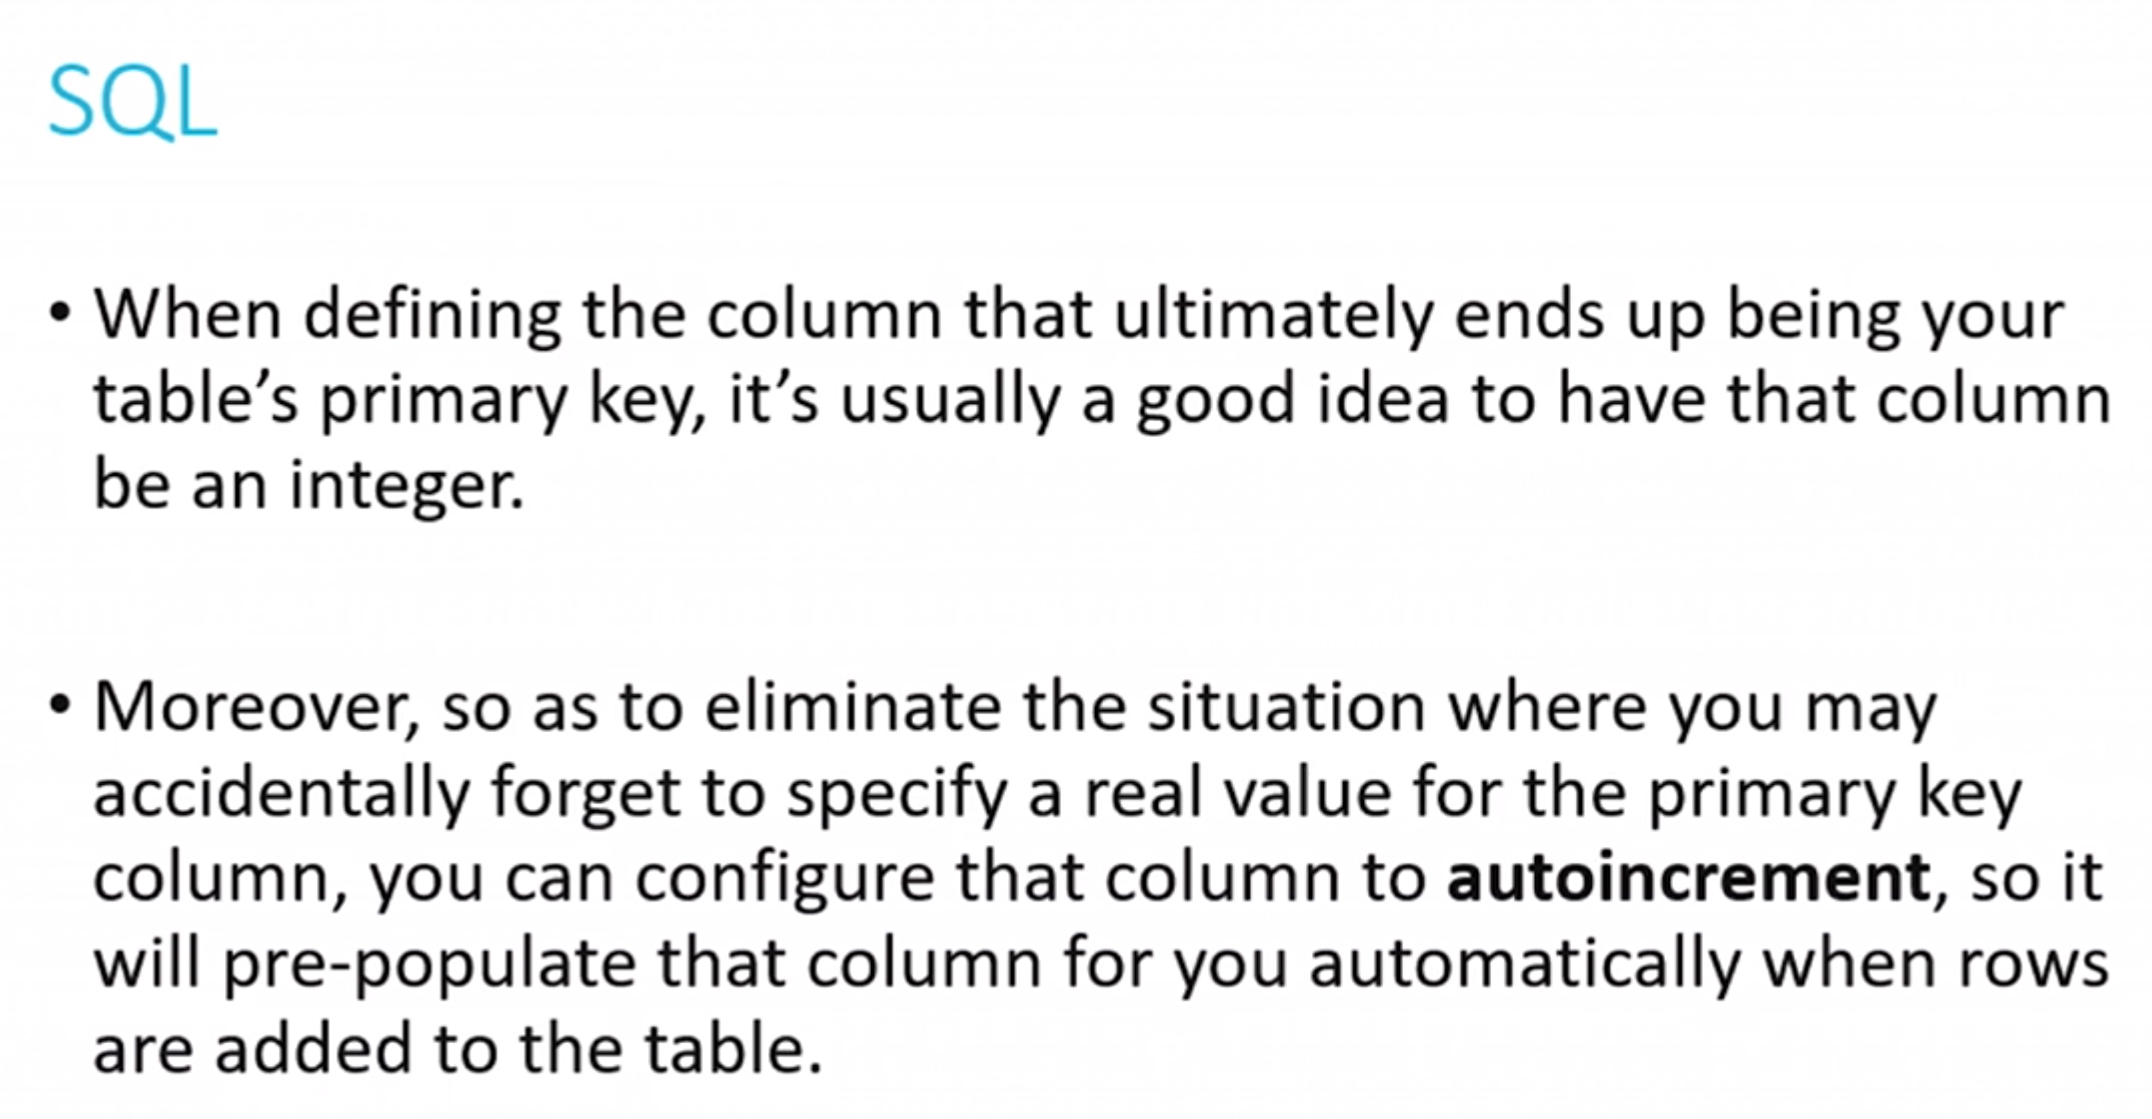 SQL
• When defining the column that ultimately ends up being your
table’s primary key, it’s usually a good idea to have that column
be an integer.
• Moreover, so as to eliminate the situation where you may
accidentally forget to specify a real value for the primary key
column, you can configure that column to autoincrement, so it
will pre-populate that column for you automatically when rows
are added to the table.